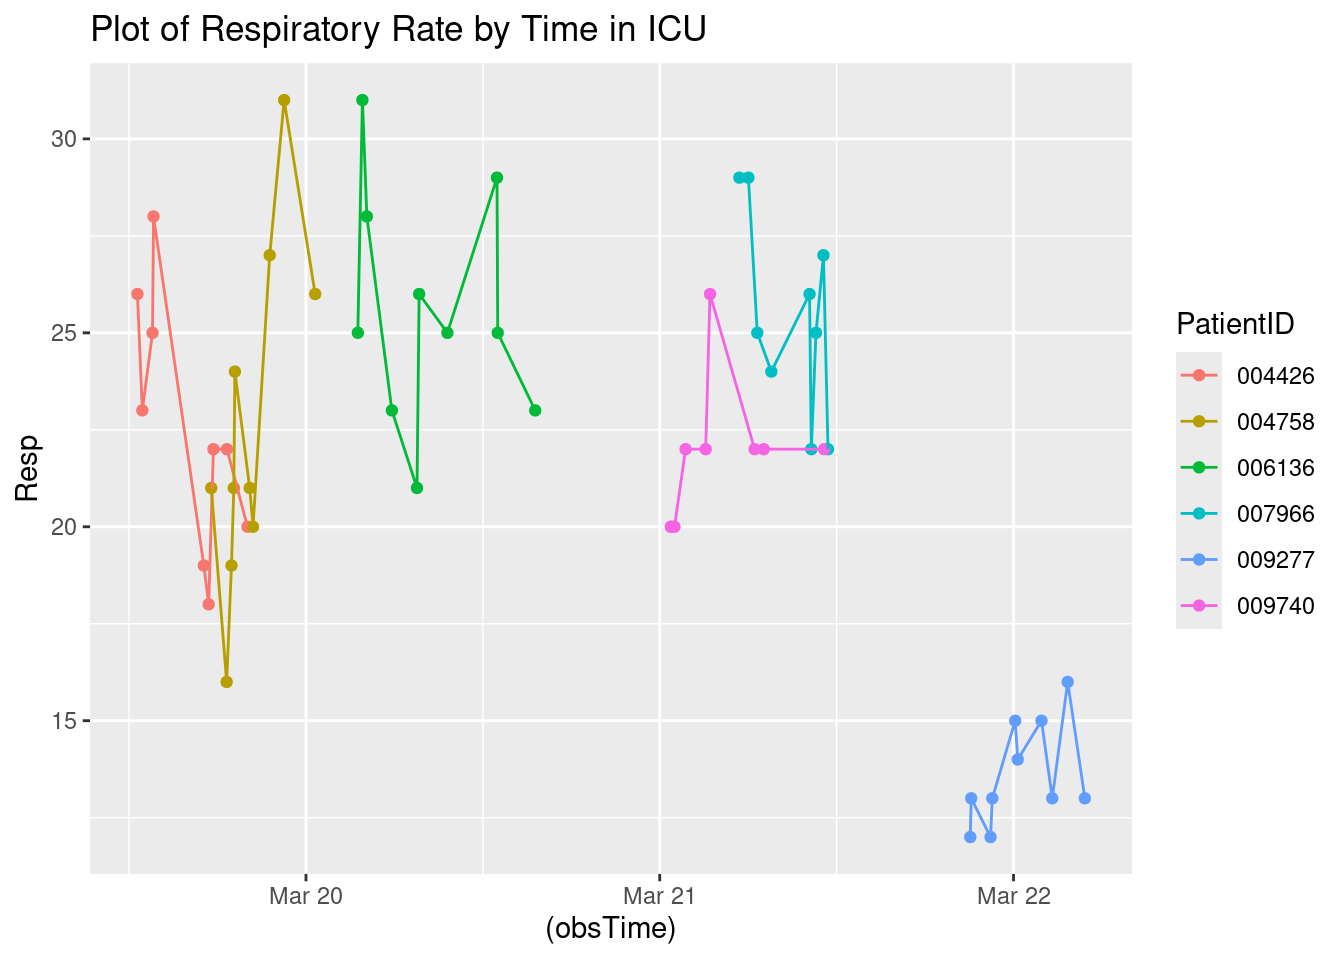 Plot of Respiratory Rate by Time in ICU
30
25
20
15
Resp
Mar 20
Mar 21
Mar 22
(obsTime)
PatientID
004426
004758
006136
007966
009277
009740